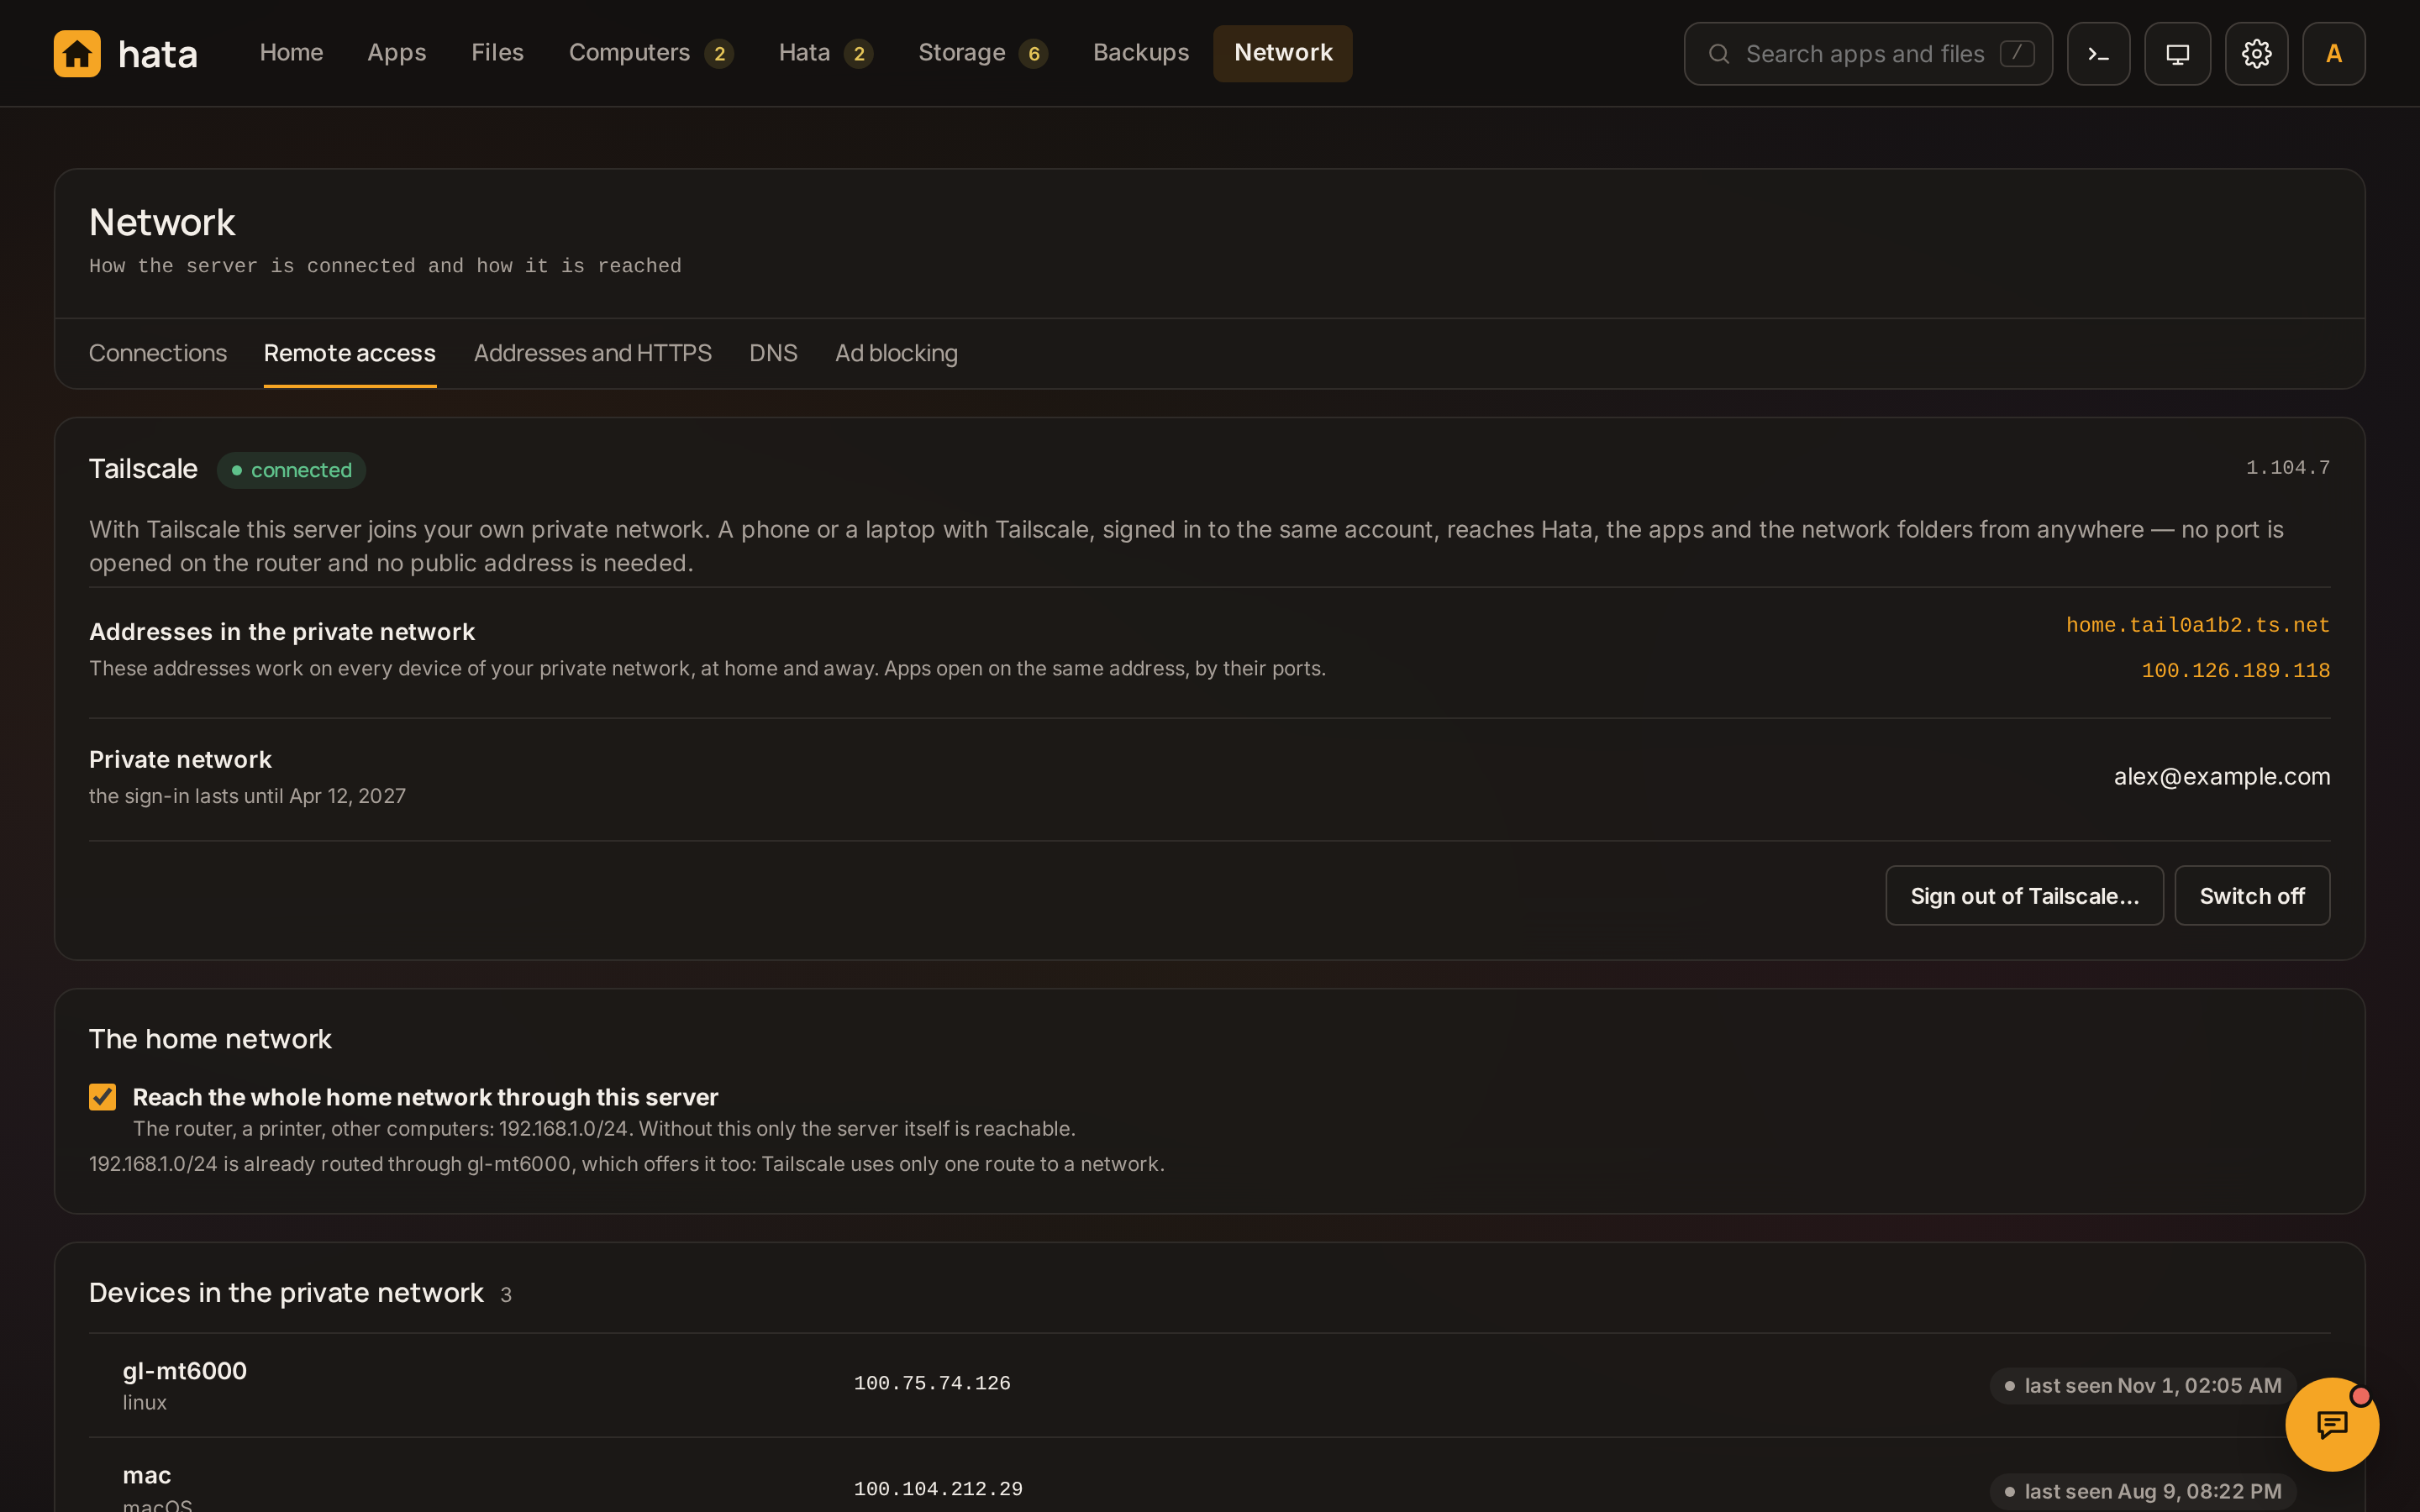 hata
Home
Apps
Files
Computers 2
Hata 2
Storage 6
Backups
Network
Search apps and files /
A
Network
How the server is connected and how it is reached
Connections
Remote access
Addresses and HTTPS
DNS
Ad blocking
Tailscale
connected
1.104.7
With Tailscale this server joins your own private network. A phone or a laptop with Tailscale, signed in to the same account, reaches Hata, the apps and the network folders from anywhere — no port is
opened on the router and no public address is needed.
Addresses in the private network
These addresses work on every device of your private network, at home and away. Apps open on the same address, by their ports.
home.tail0a1b2.ts.net
100.126.189.118
Private network
the sign-in lasts until Apr 12, 2027
alex@example.com
Sign out of Tailscale...
Switch off
The home network
Reach the whole home network through this server
The router, a printer, other computers: 192.168.1.0/24. Without this only the server itself is reachable.
192.168.1.0/24 is already routed through gl-mt6000, which offers it too: Tailscale uses only one route to a network.
Devices in the private network 3
gl-mt6000
linux
100.75.74.126
last seen Nov 1, 02:05 AM
mac
macOS
100.104.212.29
last seen Aug 9, 08:22 PM